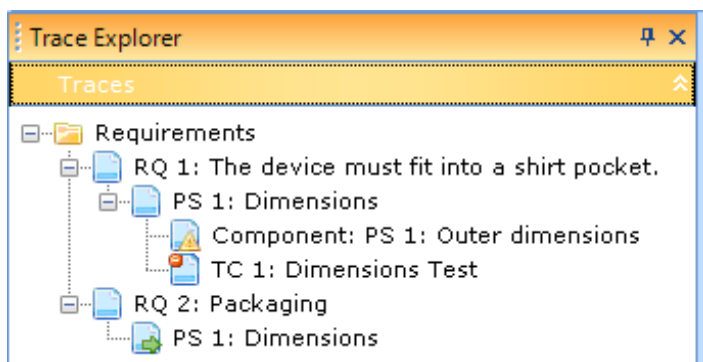 Trace Explorer
Traces
Requirements
RQ 1: The device must fit into a shirt pocket.
PS 1: Dimensions
Component: PS 1: Outer dimensions
TC 1: Dimensions Test
RQ 2: Packaging
PS 1: Dimensions